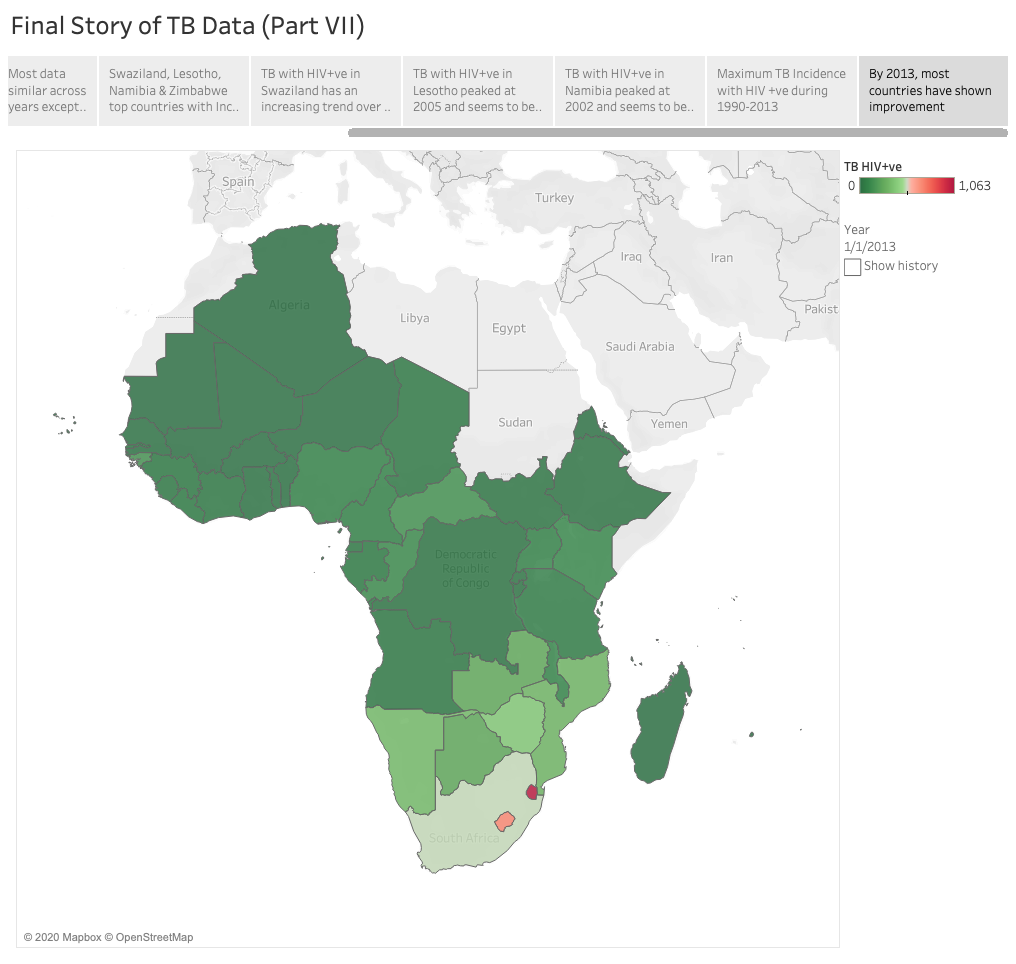 Final Story of TB Data (Part VII)
Most data
similar across
years except..
Swaziland, Lesotho,
Namibia & Zimbabwe
top countries with Inc..
TB with HIV+ve in
Swaziland has an
increasing trend over ..
TB with HIV+ve in
Lesotho peaked at
2005 and seems to be..
TB with HIV+ve in
Namibia peaked at
2002 and seems to be..
Maximum TB Incidence
with HIV +ve during
1990-2013
By 2013, most
countries have shown
improvement
TB HIV+ve
0 1,063
Year
1/1/2013
Show history
Spain
Turkey
Iraq
Iran
Pakist
Algeria
Libya
Egypt
Saudi Arabia
Sudan
Yemen
Democratic
Republic
of Congo
South Africa
© 2020 Mapbox © OpenStreetMap